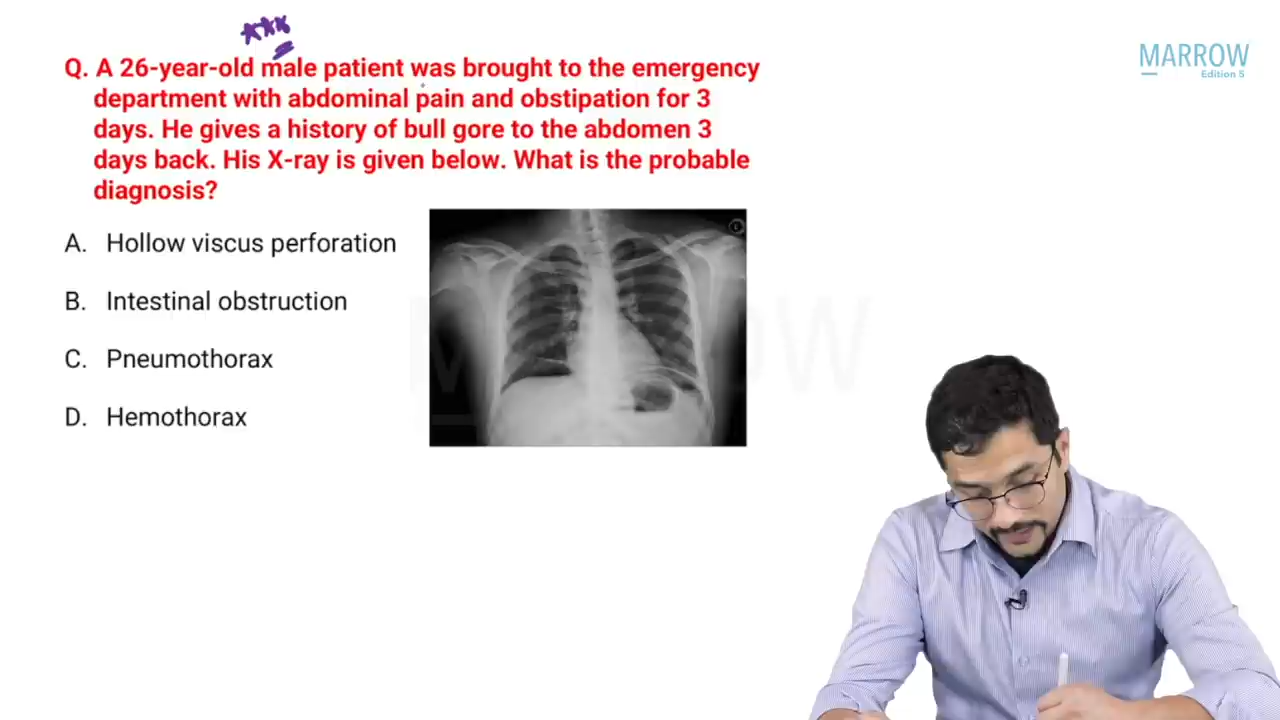 MARROW
Edition 5
Q. A 26-year-old male patient was brought to the emergency
department with abdominal pain and obstipation for 3
days. He gives a history of bull gore to the abdomen 3
days back. His X-ray is given below. What is the probable
diagnosis?
A. Hollow viscus perforation
B. Intestinal obstruction
C. Pneumothorax
D. Hemothorax
MARROW